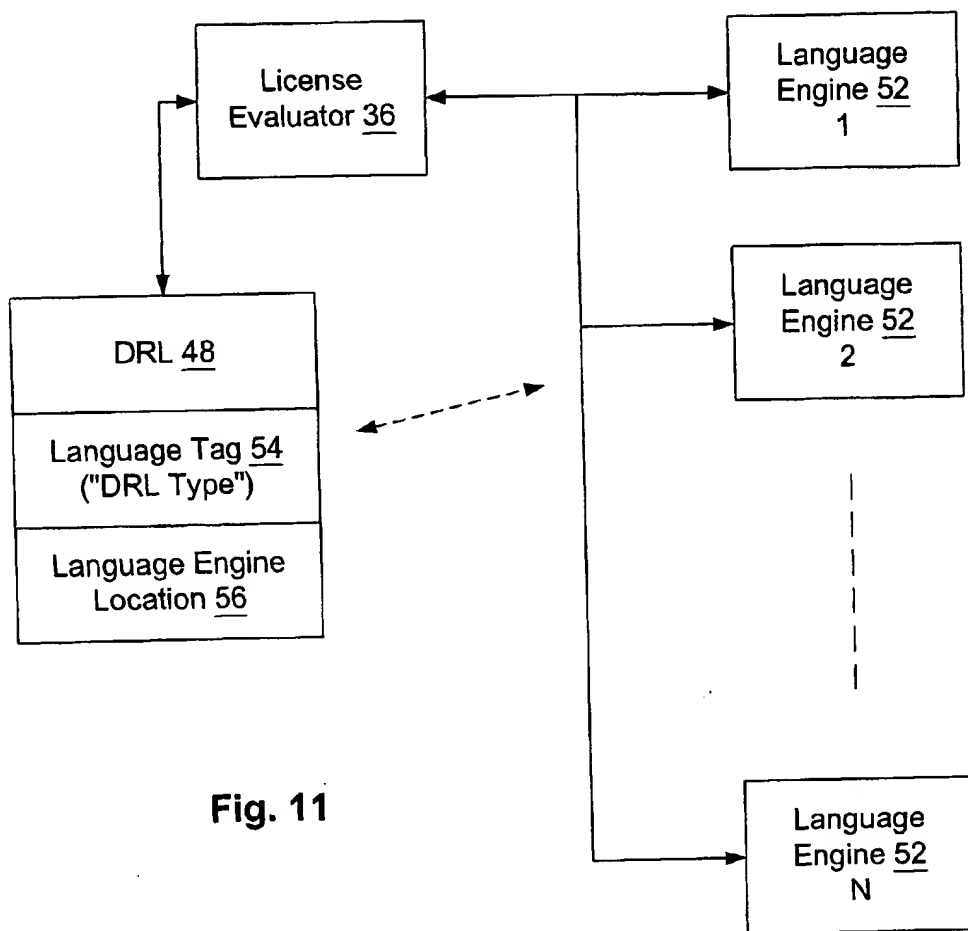 License
Evaluator 36
Language
Engine 52
1
DRL 48
Language Tag 54
("DRL Type")
Language Engine
Location 56
Language
Engine 52
2
Language
Engine 52
N
Fig. 11